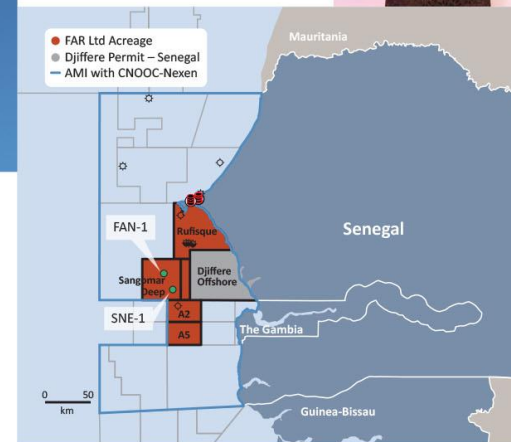 FAR Ltd Acreage
Djiffere Permit – Senegal
AMI with CNOOC-Nexen
Mauritania
Senegal
Rufisque
FAN-1
Djiffere
Offshore
Sangomar
Deep
SNE-1
A2
A5
The Gambia
0 50
km
Guinea-Bissau